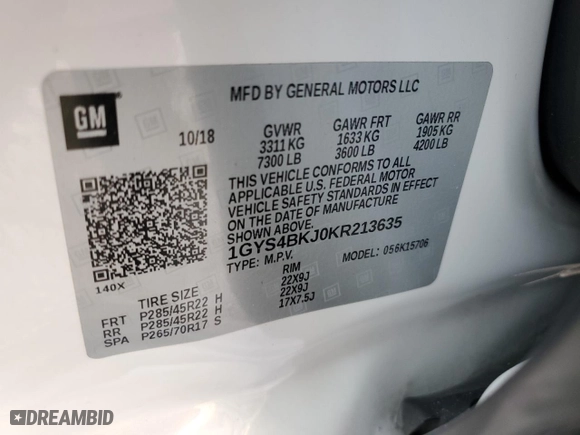 GM
MFD BY GENERAL MOTORS LLC
10/18
GVWR GAWR FRT GAWR RR
3311 KG 1633 KG 1905 KG
7300 LB 3600 LB 4200 LB
THIS VEHICLE CONFORMS TO ALL
APPLICABLE U.S. FEDERAL MOTOR
VEHICLE SAFETY STANDARDS IN EFFECT
ON THE DATE OF MANUFACTURE
SHOWN ABOVE.
1GYS4BKJ0KR213635
TYPE: M.P.V. MODEL: 056K15706
140X
TIRE SIZE RIM
FRT P285/45R22 H 22X9J
RR P285/45R22 H 22X9J
SPA P265/70R17 S 17X7.5J
DREAMBID